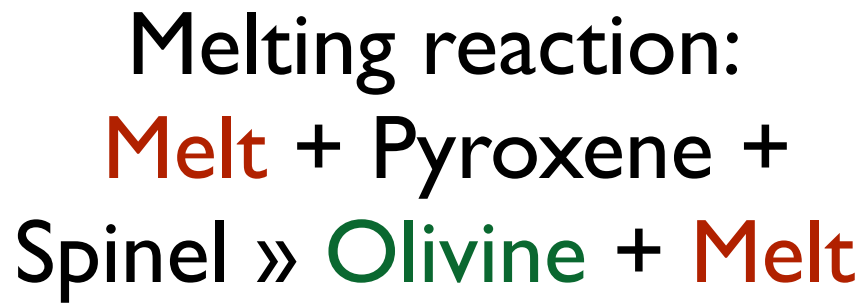 Melting reaction:
Melt + Pyroxene +
Spinel » Olivine + Melt